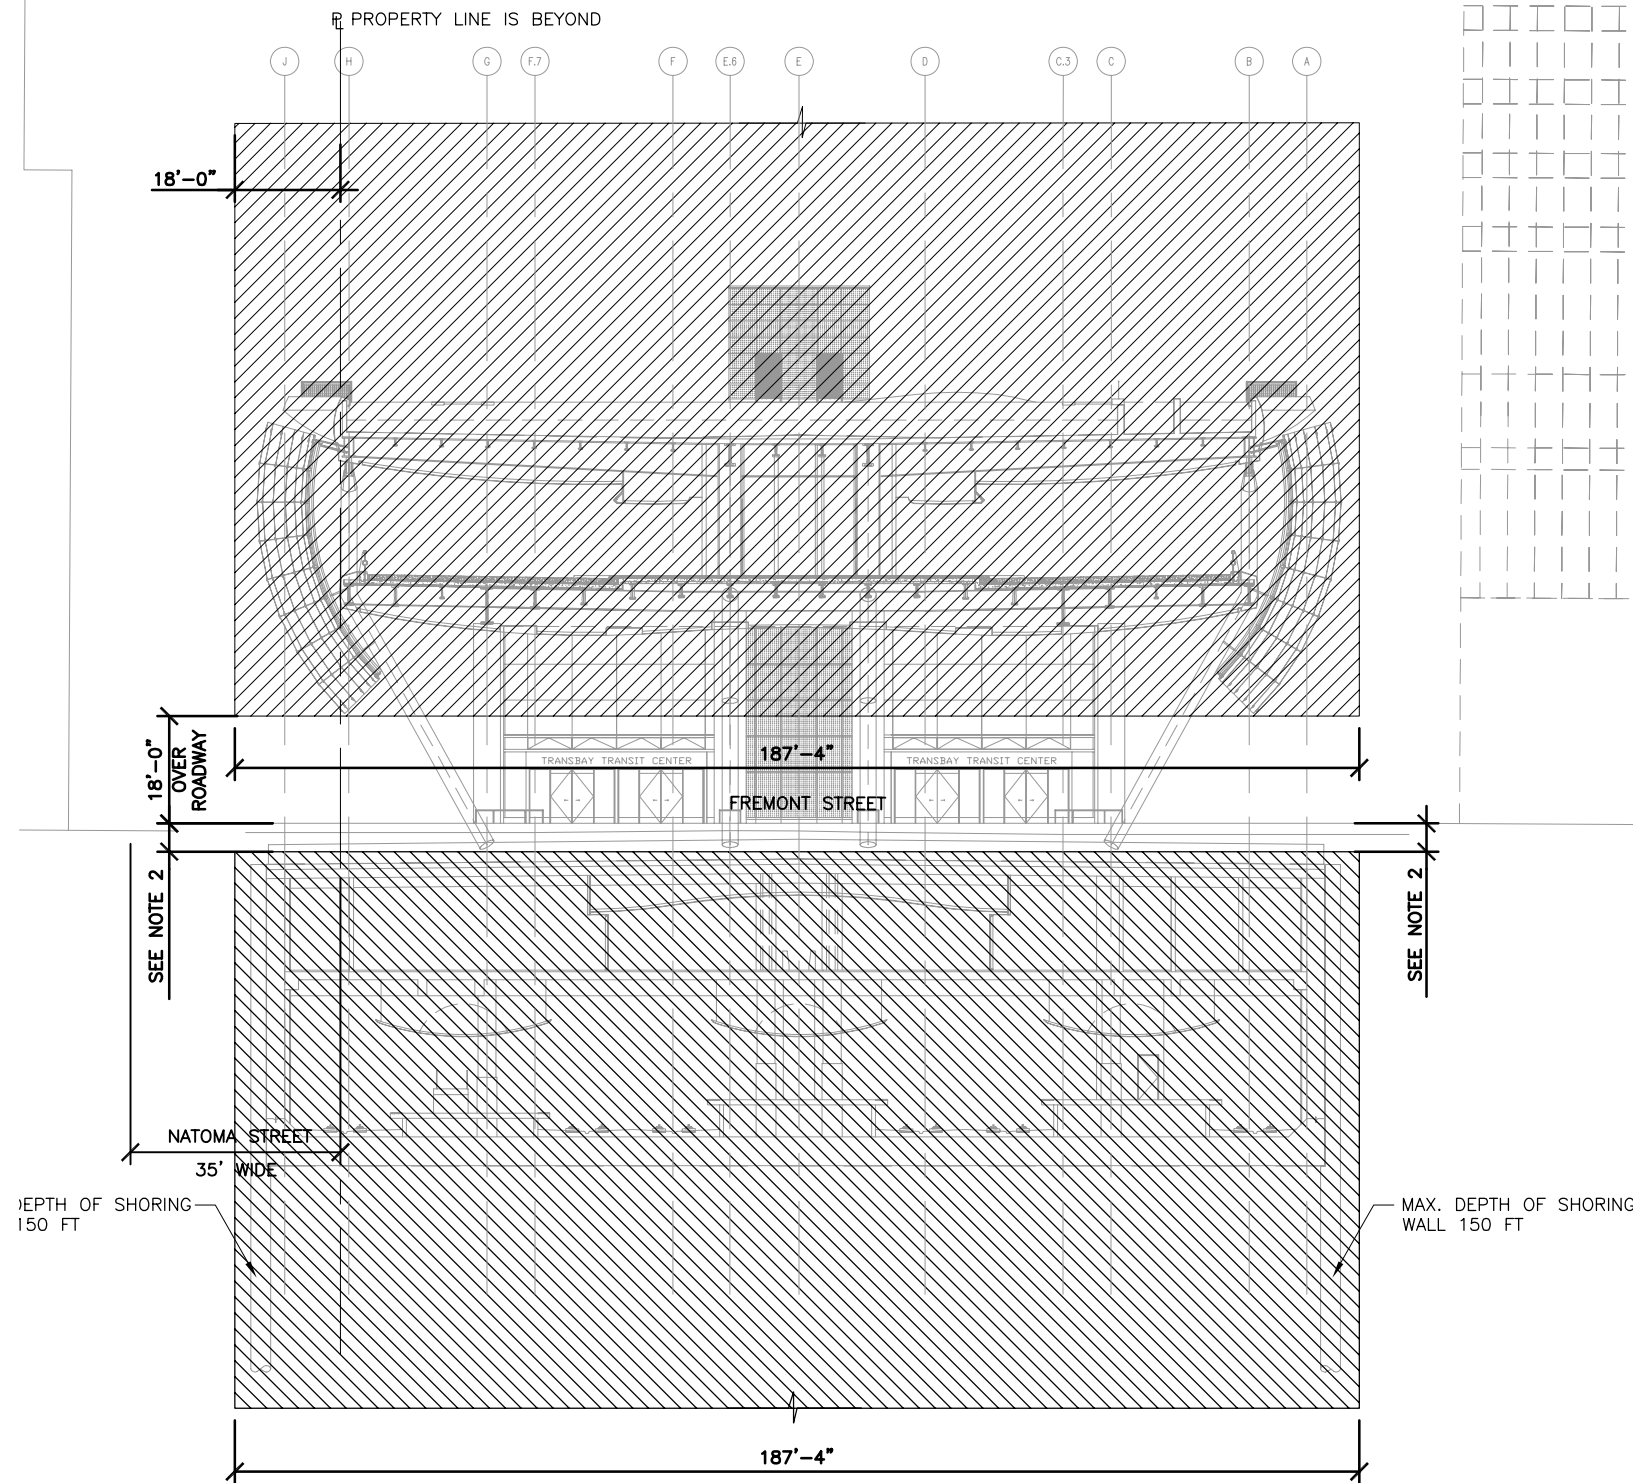 PL PROPERTY LINE IS BEYOND
J H G F.7 F E.6 E D C.3 C B A
18'-0"
18'-0"
OVER
ROADWAY
187'-4"
TRANSBAY TRANSIT CENTER
TRANSBAY TRANSIT CENTER
FREMONT STREET
SEE NOTE 2
SEE NOTE 2
NATOMA STREET
35' WIDE
DEPTH OF SHORING
150 FT
MAX. DEPTH OF SHORING
WALL 150 FT
187'-4"